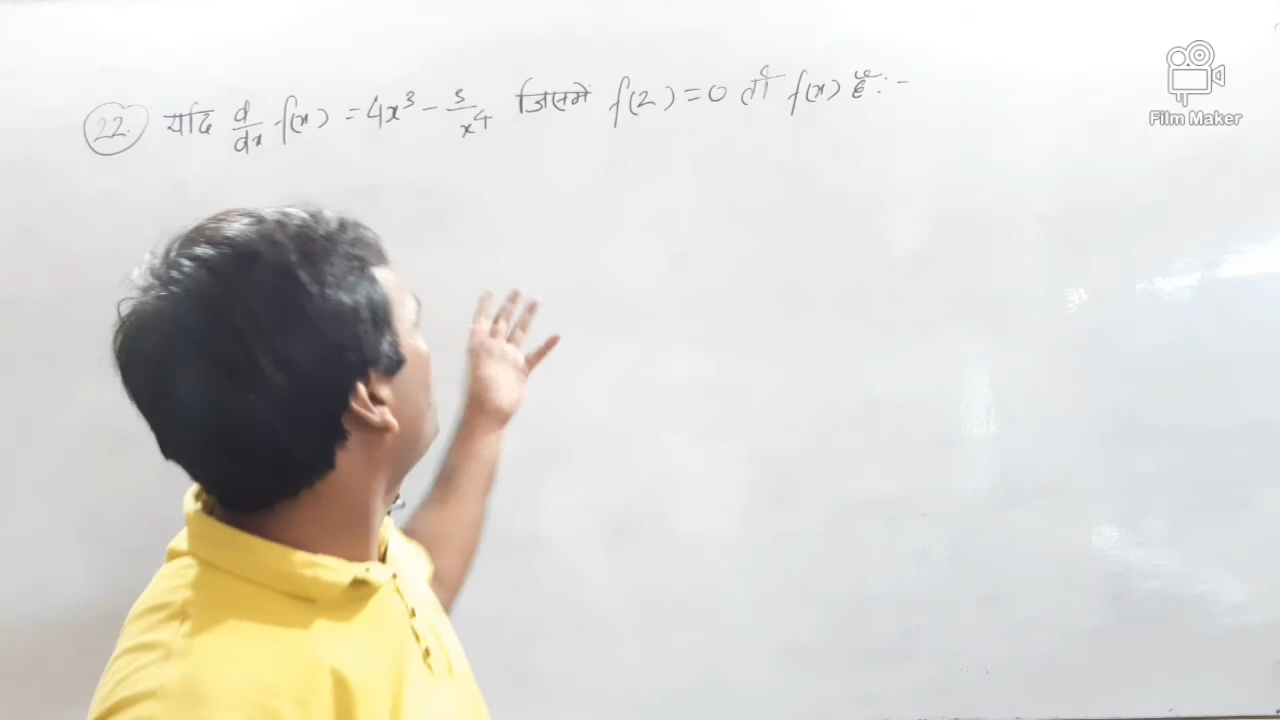 22. यदि d/dx f(x) = 4x³ - 3/x⁴ जिसमें f(2) = 0 तो f(x) है :-
Film Maker